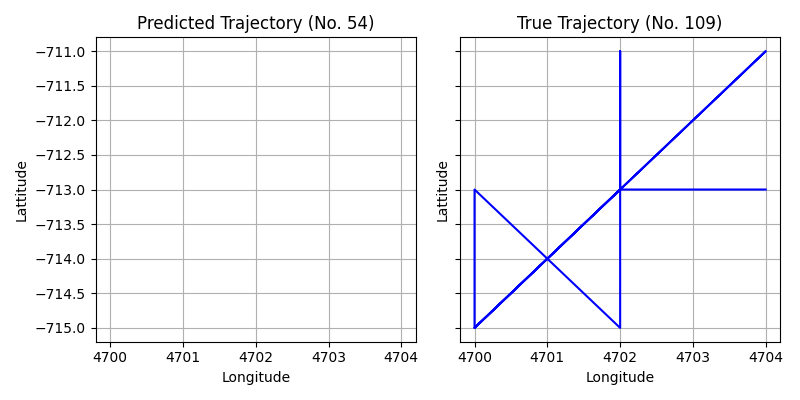 Predicted Trajectory (No. 54)
Lattitude
−711.0
−711.5
−712.0
−712.5
−713.0
−713.5
−714.0
−714.5
−715.0
4700 4701 4702 4703 4704
Longitude
True Trajectory (No. 109)
Lattitude
4700 4701 4702 4703 4704
Longitude